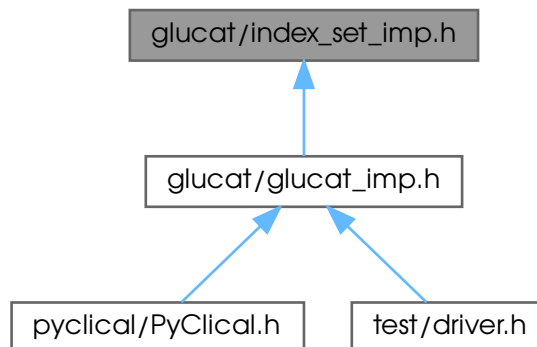 glucat/index_set_imp.h
glucat/glucat_imp.h
pyclical/PyClical.h
test/driver.h